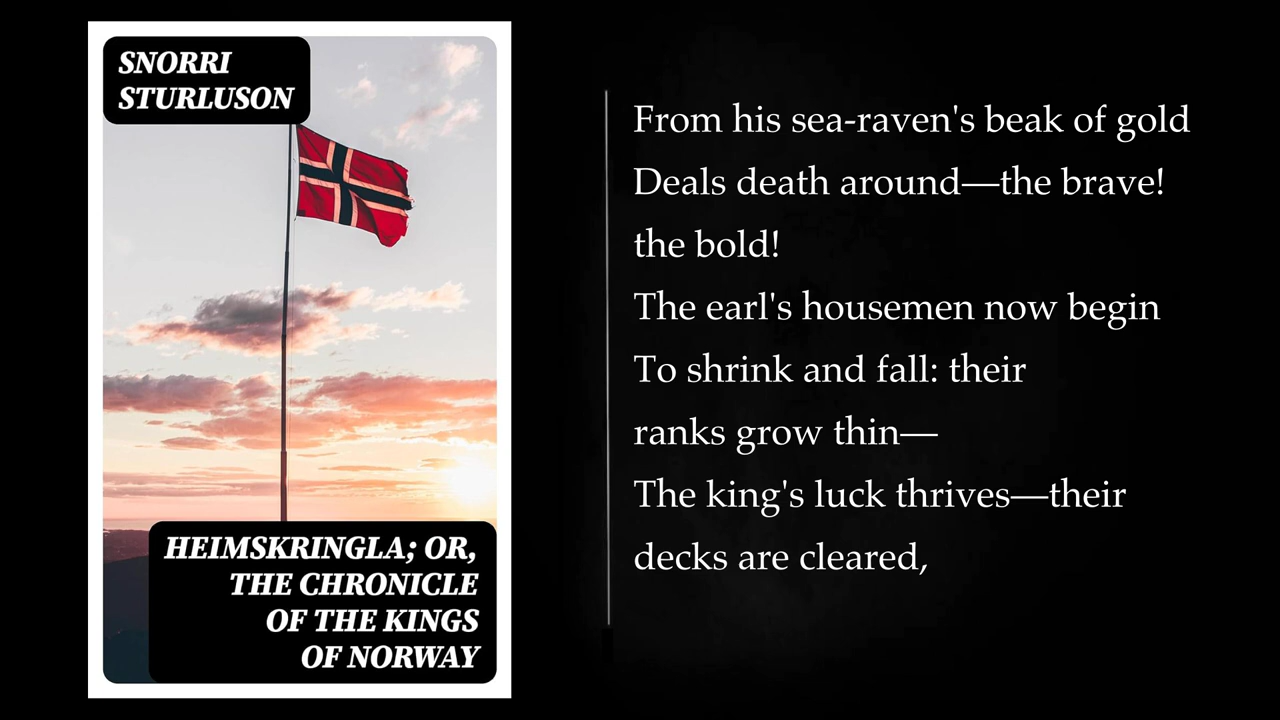 SNORRI
STURLUSON
HEIMSKRINGLA; OR,
THE CHRONICLE
OF THE KINGS
OF NORWAY
From his sea-raven's beak of gold
Deals death around—the brave!
the bold!
The earl's housemen now begin
To shrink and fall: their
ranks grow thin—
The king's luck thrives—their
decks are cleared,